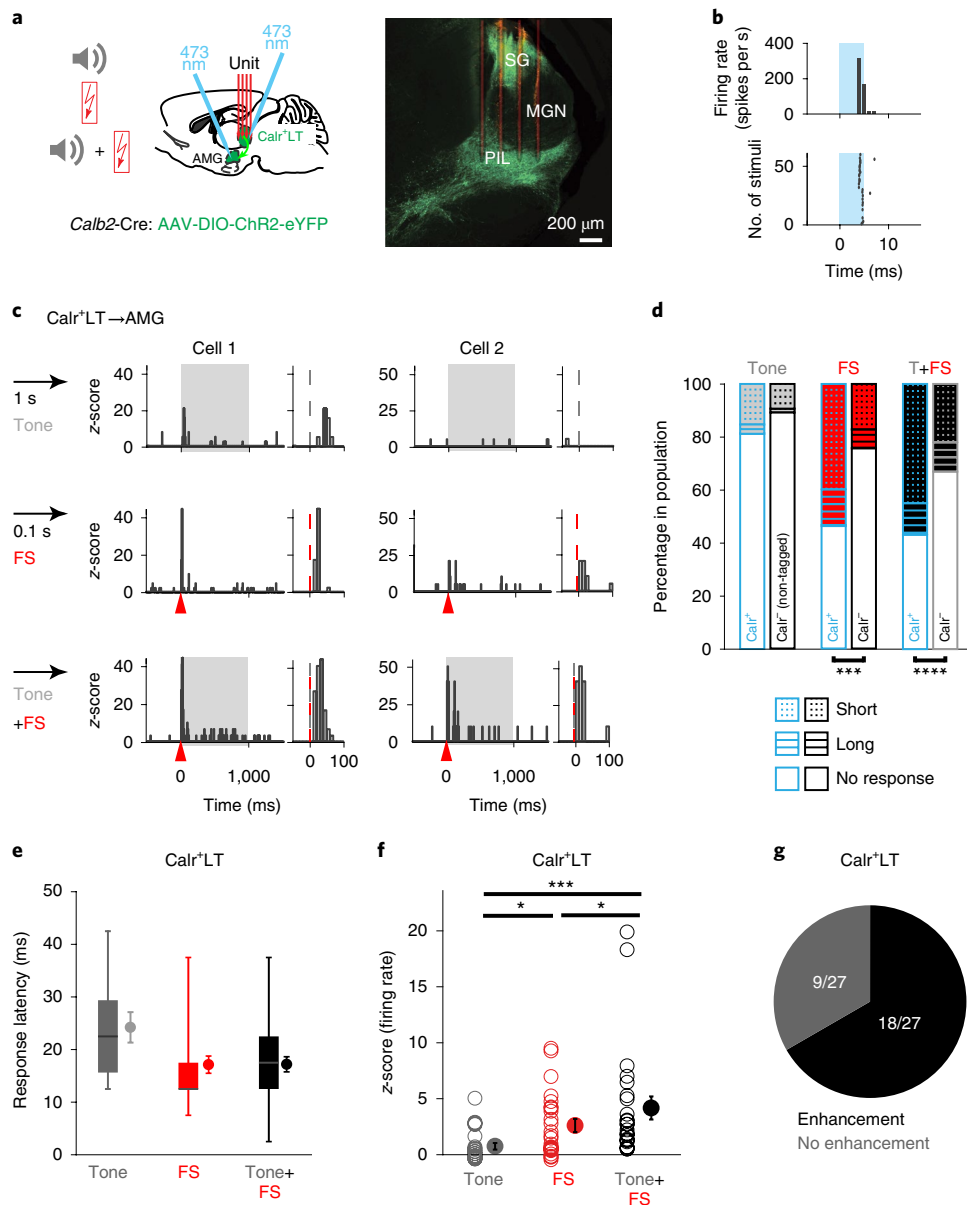 a
473
nm
473
nm
Unit
Calr⁺LT
AMG
+
Calb2-Cre: AAV-DIO-ChR2-eYFP
SG
MGN
PIL
200 μm
b
Firing rate
(spikes per s)
400
200
0
No. of stimuli
50
0
0
10
Time (ms)
c
Calr⁺LT→AMG
Cell 1
Cell 2
1 s
Tone
z-score
40
20
0
40
20
0
0.1 s
FS
z-score
40
20
0
50
25
0
Tone
+FS
z-score
40
20
0
50
25
0
0
1,000
0
100
0
1,000
0
100
Time (ms)
Time (ms)
d
Tone
FS
T+FS
Percentage in population
100
80
60
40
20
0
Calr⁺
Calr⁻ (non-tagged)
Calr⁺
Calr⁻
Calr⁺
Calr⁻
***
****
Short
Long
No response
e
Calr⁺LT
Response latency (ms)
50
40
30
20
10
0
Tone
FS
Tone+
FS
f
Calr⁺LT
***
*
*
z-score (firing rate)
20
15
10
5
0
Tone
FS
Tone+
FS
g
Calr⁺LT
9/27
18/27
Enhancement
No enhancement